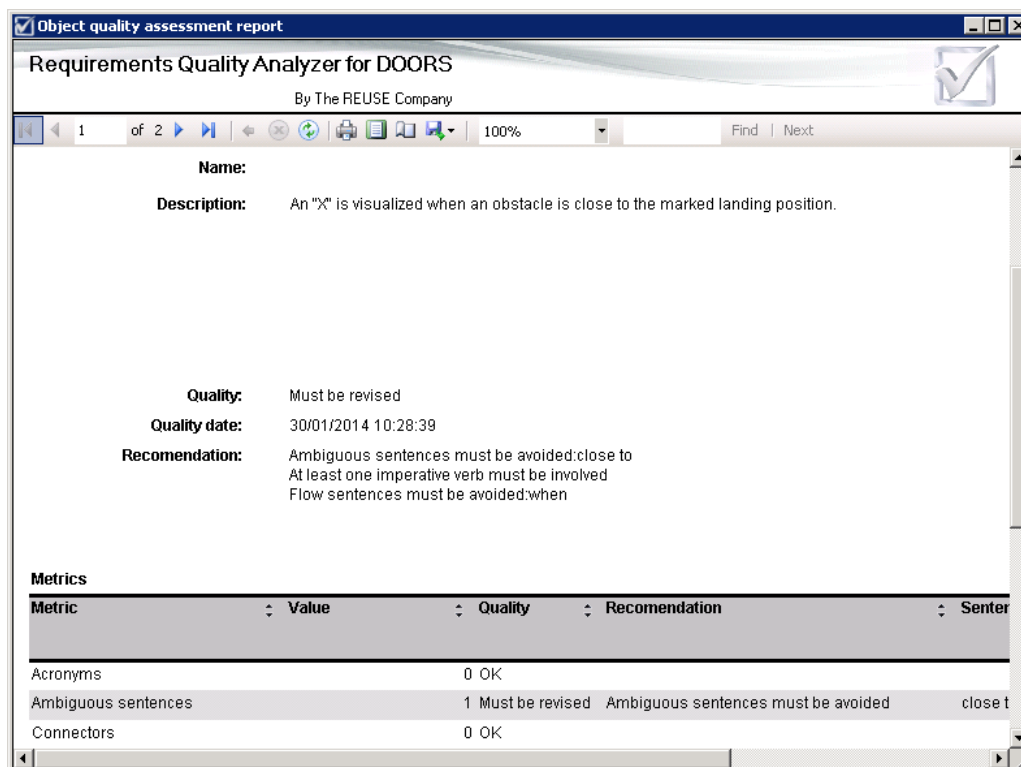 Object quality assessment report
Requirements Quality Analyzer for DOORS
By The REUSE Company
1 of 2 100% Find | Next
Name:
Description: An "X" is visualized when an obstacle is close to the marked landing position.
Quality: Must be revised
Quality date: 30/01/2014 10:28:39
Recomendation: Ambiguous sentences must be avoided:close to
At least one imperative verb must be involved
Flow sentences must be avoided:when
Metrics
Metric Value Quality Recomendation Senter
Acronyms 0 OK
Ambiguous sentences 1 Must be revised Ambiguous sentences must be avoided close t
Connectors 0 OK